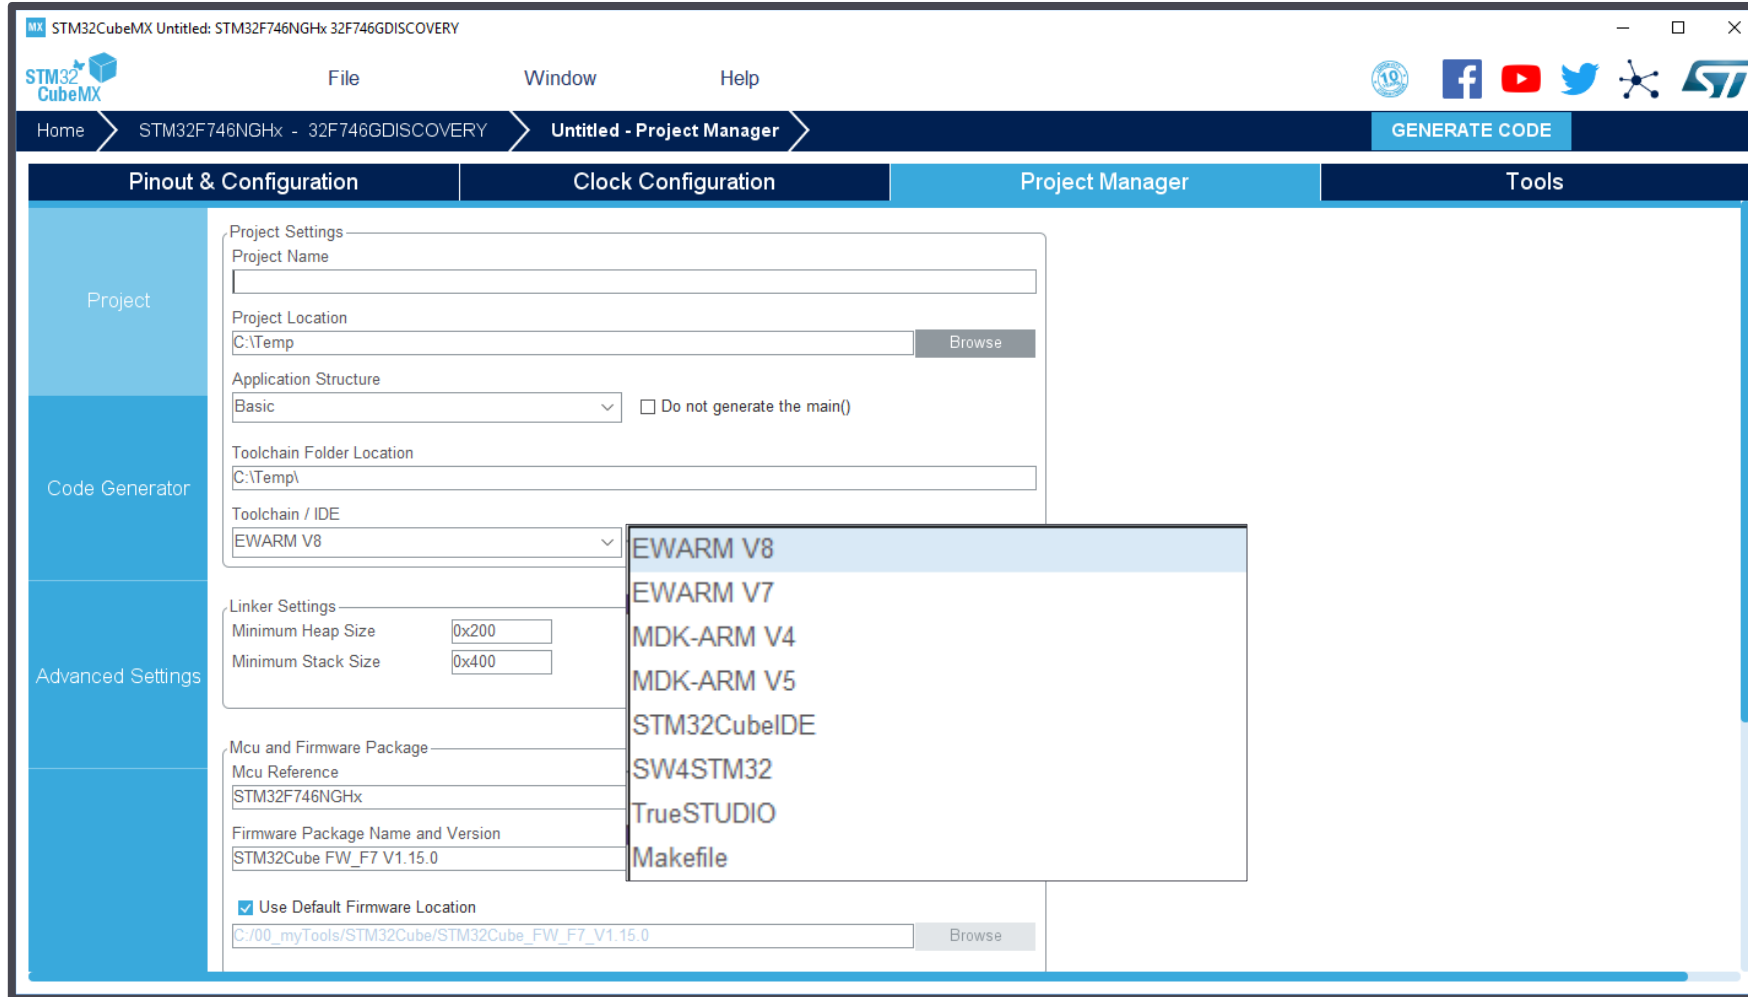 MX STM32CubeMX Untitled: STM32F746NGHx 32F746GDISCOVERY
STM32
CubeMX
File Window Help
10
Home STM32F746NGHx - 32F746GDISCOVERY Untitled - Project Manager GENERATE CODE
Pinout & Configuration Clock Configuration Project Manager Tools
Project
Code Generator
Advanced Settings
Project Settings
Project Name
Project Location
C:\Temp Browse
Application Structure
Basic Do not generate the main()
Toolchain Folder Location
C:\Temp\
Toolchain / IDE
EWARM V8
EWARM V8
EWARM V7
MDK-ARM V4
MDK-ARM V5
STM32CubeIDE
SW4STM32
TrueSTUDIO
Makefile
Linker Settings
Minimum Heap Size 0x200
Minimum Stack Size 0x400
Mcu and Firmware Package
Mcu Reference
STM32F746NGHx
Firmware Package Name and Version
STM32Cube FW_F7 V1.15.0
Use Default Firmware Location
C:/00_myTools/STM32Cube/STM32Cube_FW_F7_V1.15.0 Browse